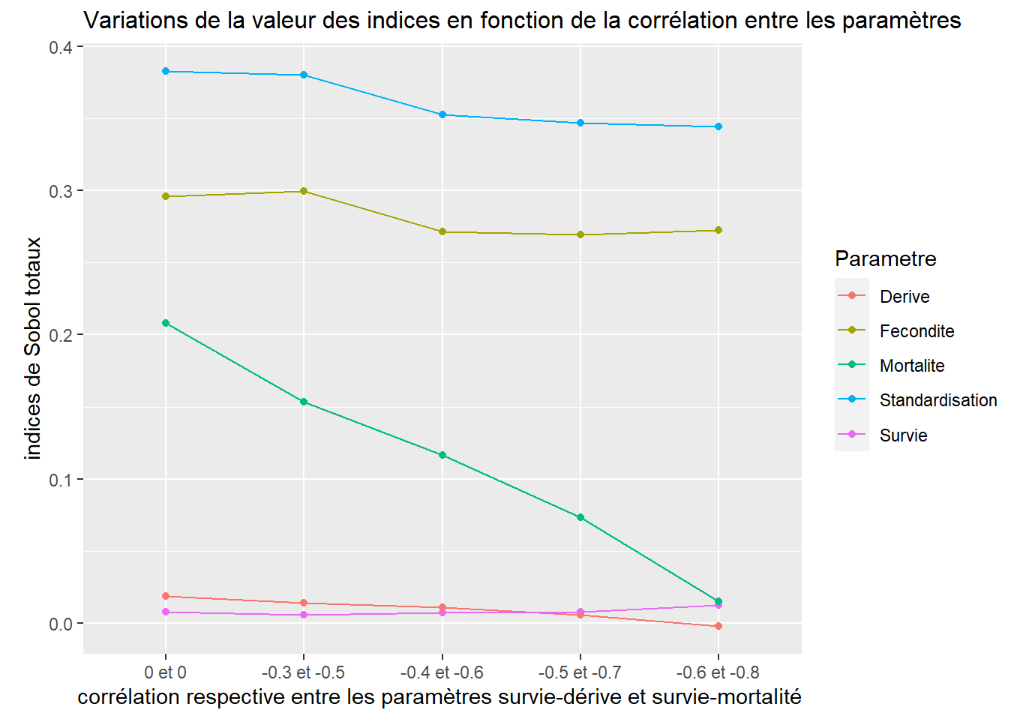 Variations de la valeur des indices en fonction de la corrélation entre les paramètres
indices de Sobol totaux
0.4
0.3
0.2
0.1
0.0
0 et 0
-0.3 et -0.5
-0.4 et -0.6
-0.5 et -0.7
-0.6 et -0.8
corrélation respective entre les paramètres survie-dérive et survie-mortalité
Parametre
Derive
Fecondite
Mortalite
Standardisation
Survie